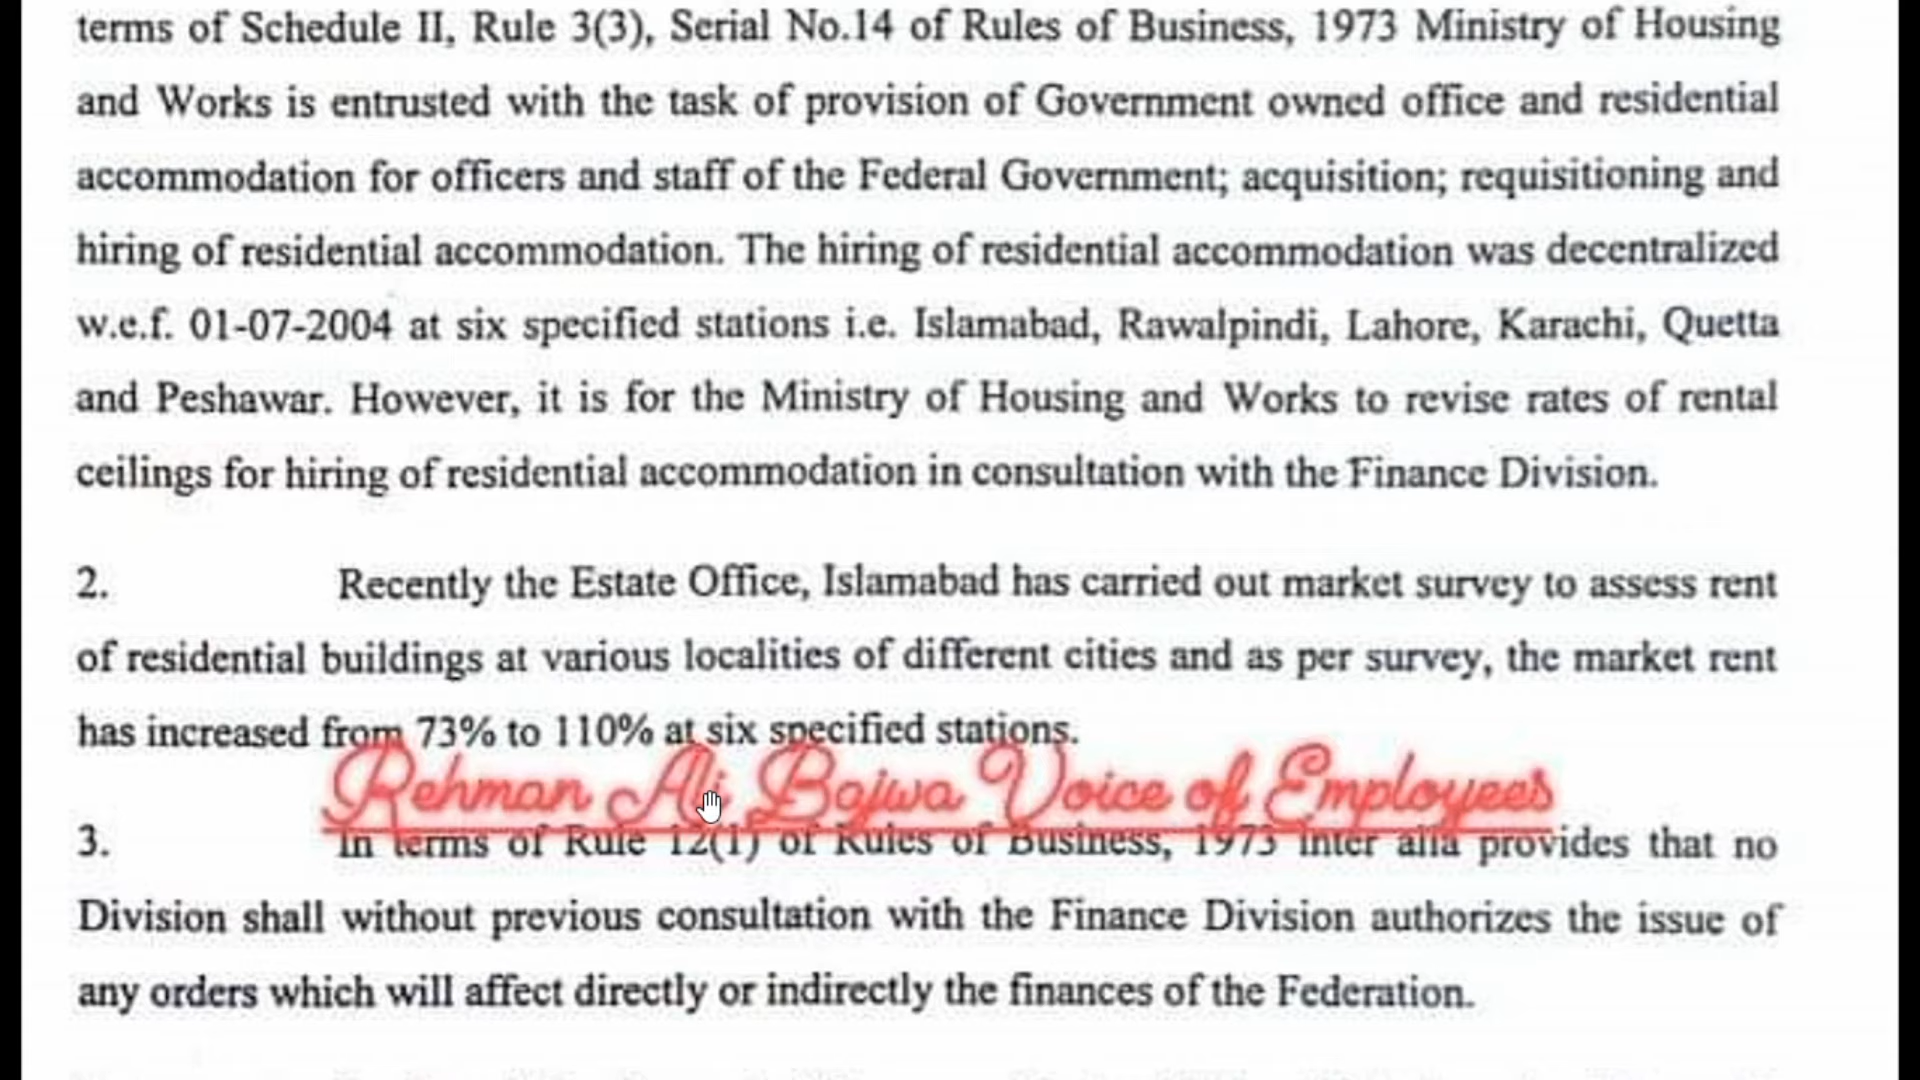 terms of Schedule II, Rule 3(3), Serial No.14 of Rules of Business, 1973 Ministry of Housing
and Works is entrusted with the task of provision of Government owned office and residential
accommodation for officers and staff of the Federal Government; acquisition; requisitioning and
hiring of residential accommodation. The hiring of residential accommodation was decentralized
w.e.f. 01-07-2004 at six specified stations i.e. Islamabad, Rawalpindi, Lahore, Karachi, Quetta
and Peshawar. However, it is for the Ministry of Housing and Works to revise rates of rental
ceilings for hiring of residential accommodation in consultation with the Finance Division.
2. Recently the Estate Office, Islamabad has carried out market survey to assess rent
of residential buildings at various localities of different cities and as per survey, the market rent
has increased from 73% to 110% at six specified stations.
Rehman Ali Bajwa Voice of Employees
3. In terms of Rule 12(1) of Rules of Business, 1973 inter alia provides that no
Division shall without previous consultation with the Finance Division authorizes the issue of
any orders which will affect directly or indirectly the finances of the Federation.